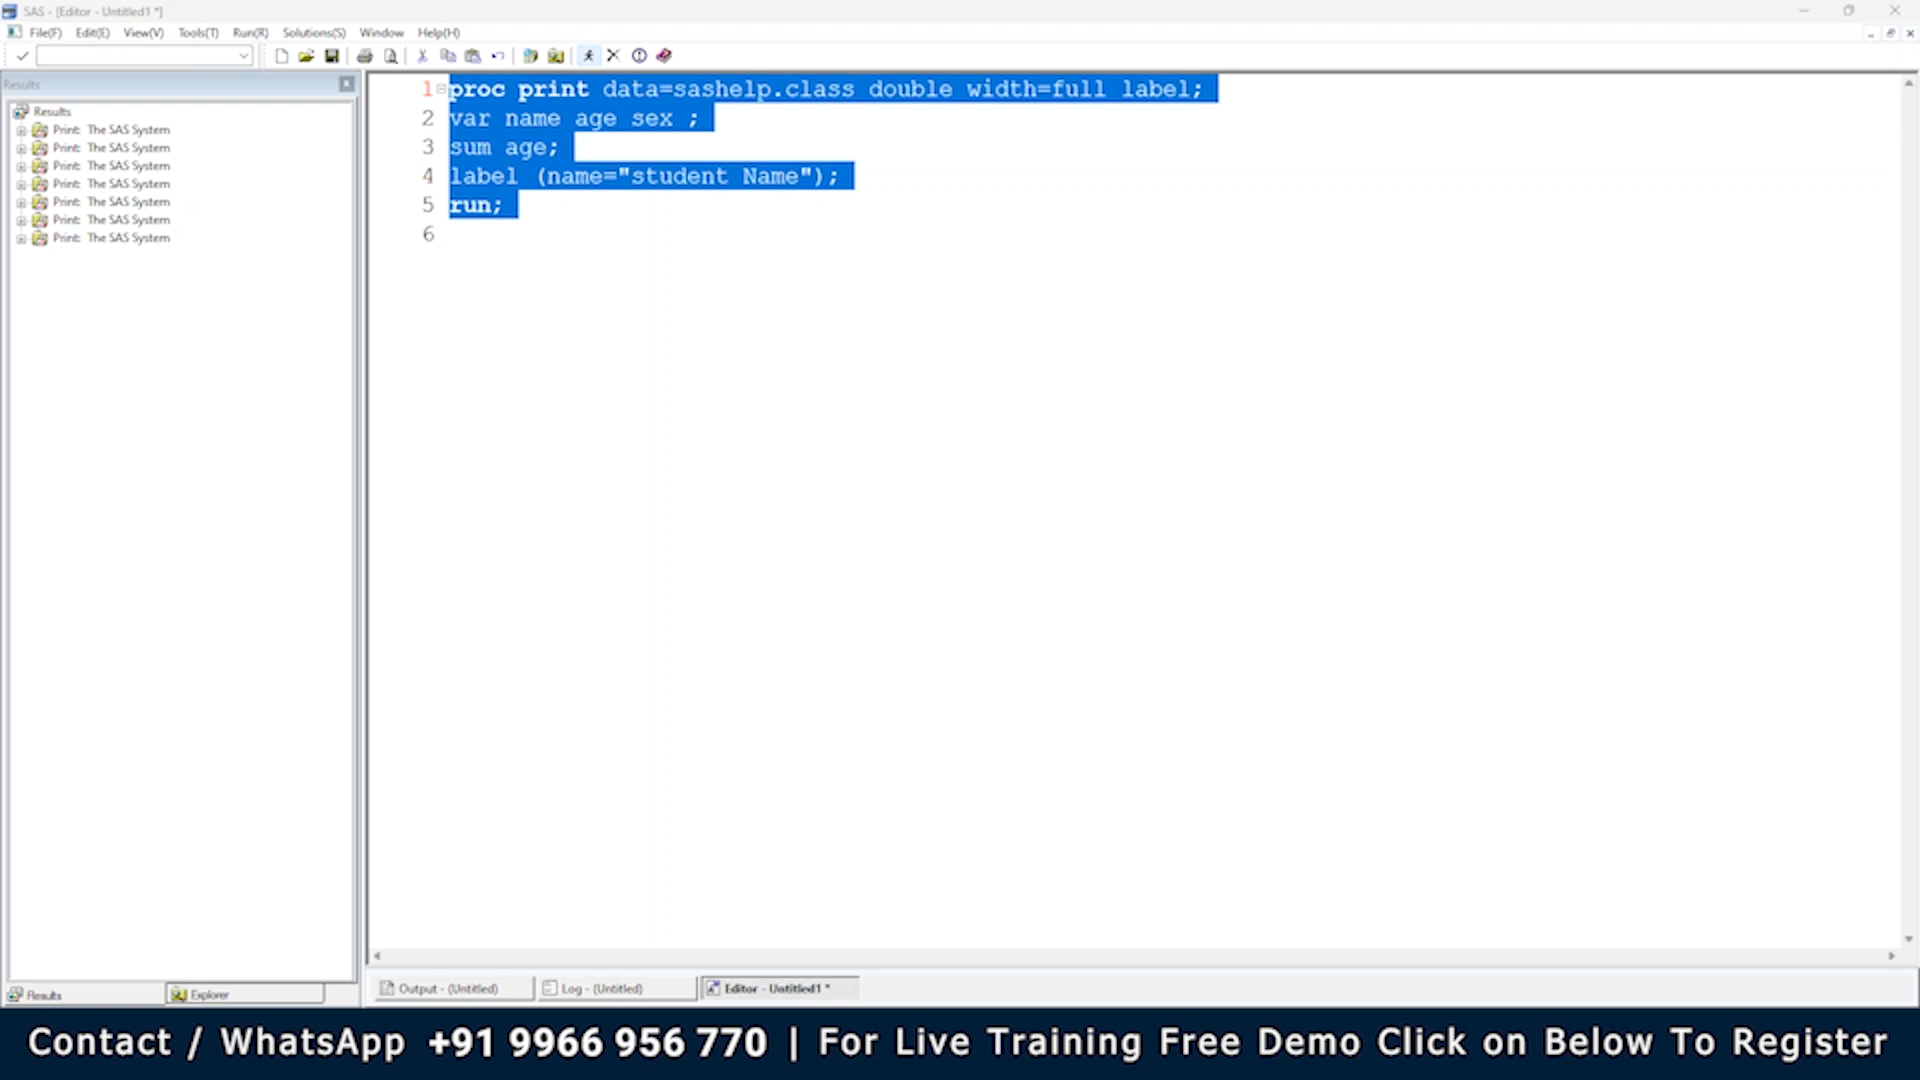 SAS - [Editor - Untitled1 *]
File(F) Edit(E) View(V) Tools(T) Run(R) Solutions(S) Window Help(H)
Results
Results
Print: The SAS System
Print: The SAS System
Print: The SAS System
Print: The SAS System
Print: The SAS System
Print: The SAS System
Print: The SAS System
1 proc print data=sashelp.class double width=full label;
2 var name age sex ;
3 sum age;
4 label (name="student Name");
5 run;
6
Results Explorer
Output - (Untitled) Log - (Untitled) Editor - Untitled1 *
Contact / WhatsApp +91 9966 956 770 | For Live Training Free Demo Click on Below To Register